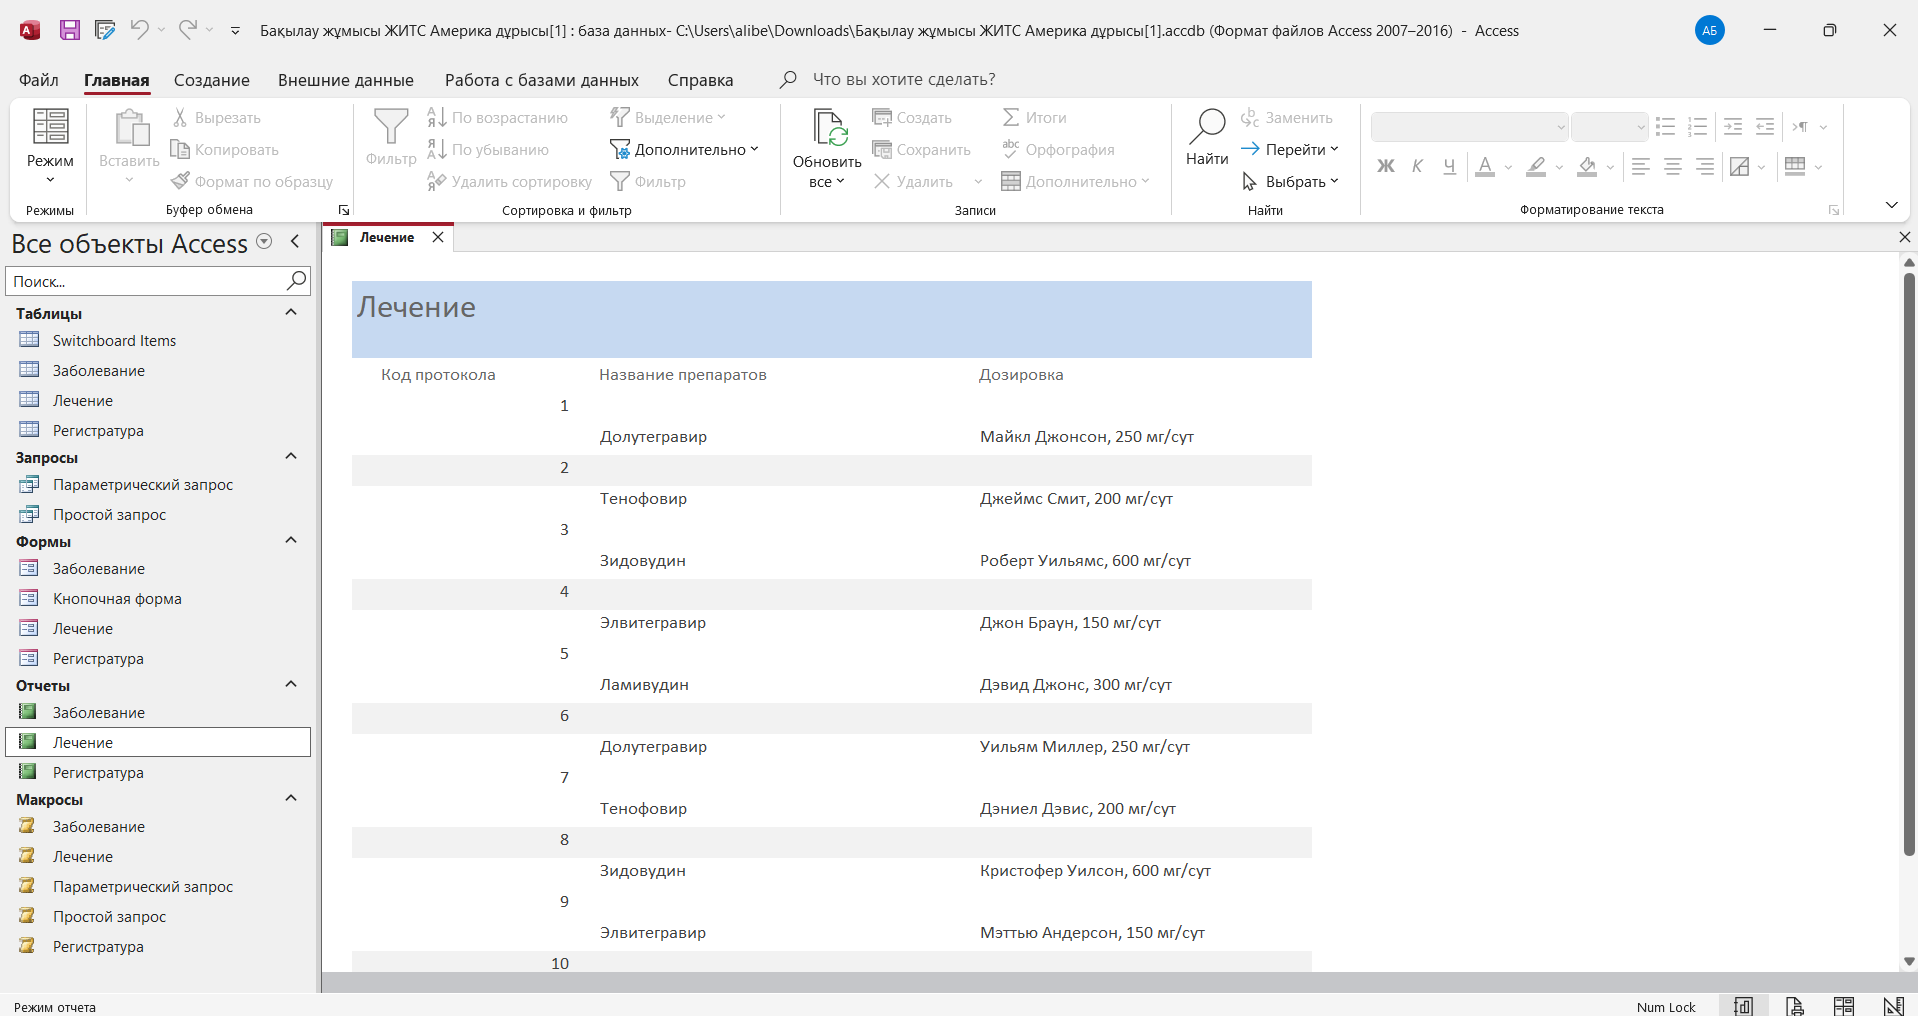 Бақылау жұмысы ЖИТС Америка дұрысы[1] : база данных- C:\Users\alibe\Downloads\Бақылау жұмысы ЖИТС Америка дұрысы[1].accdb (Формат файлов Access 2007–2016) - Access
АБ
Файл Главная Создание Внешние данные Работа с базами данных Справка Что вы хотите сделать?
Режим
Режимы
Вставить
Вырезать
Копировать
Формат по образцу
Буфер обмена
Фильтр
По возрастанию
По убыванию
Удалить сортировку
Выделение
Дополнительно
Фильтр
Сортировка и фильтр
Обновить
все
Создать
Сохранить
Удалить
Итоги
Орфография
Дополнительно
Записи
Найти
Заменить
Перейти
Выбрать
Найти
Ж К Ч А
Форматирование текста
Все объекты Access
Поиск...
Таблицы
Switchboard Items
Заболевание
Лечение
Регистратура
Запросы
Параметрический запрос
Простой запрос
Формы
Заболевание
Кнопочная форма
Лечение
Регистратура
Отчеты
Заболевание
Лечение
Регистратура
Макросы
Заболевание
Лечение
Параметрический запрос
Простой запрос
Регистратура
Лечение
Лечение
Код протокола Название препаратов Дозировка
1
Долутегравир Майкл Джонсон, 250 мг/сут
2
Тенофовир Джеймс Смит, 200 мг/сут
3
Зидовудин Роберт Уильямс, 600 мг/сут
4
Элвитегравир Джон Браун, 150 мг/сут
5
Ламивудин Дэвид Джонс, 300 мг/сут
6
Долутегравир Уильям Миллер, 250 мг/сут
7
Тенофовир Дэниел Дэвис, 200 мг/сут
8
Зидовудин Кристофер Уилсон, 600 мг/сут
9
Элвитегравир Мэттью Андерсон, 150 мг/сут
10
Режим отчета
Num Lock